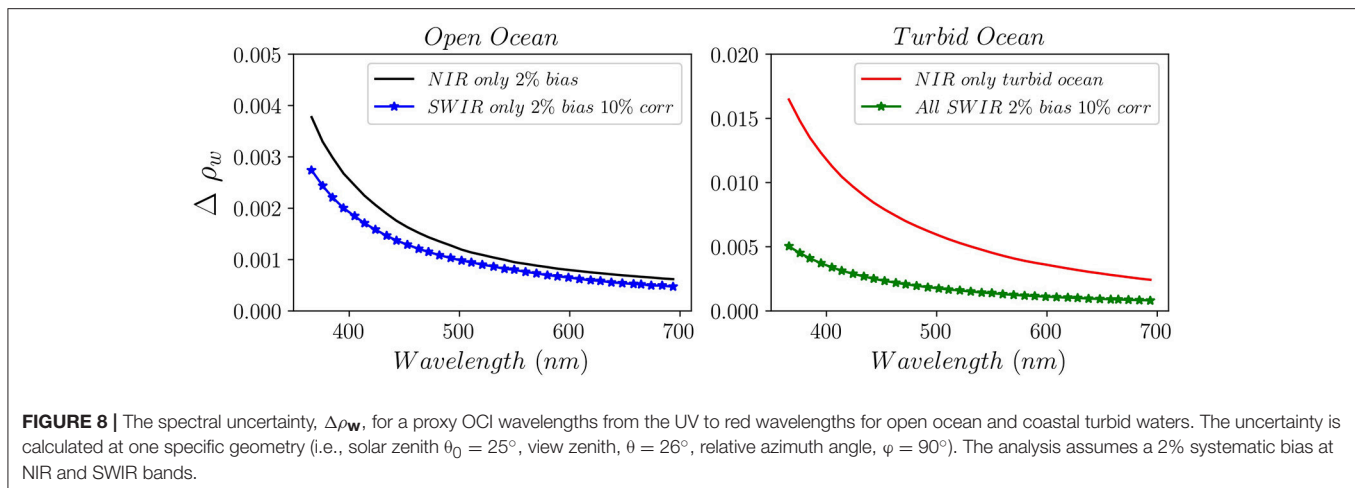 Open Ocean
Turbid Ocean
0.005
0.004
0.003
0.002
0.001
0.000
Δ ρw
NIR only 2% bias
SWIR only 2% bias 10% corr
400
500
600
700
Wavelength (nm)
0.020
0.015
0.010
0.005
0.000
NIR only turbid ocean
All SWIR 2% bias 10% corr
400
500
600
700
Wavelength (nm)
FIGURE 8 | The spectral uncertainty, Δρw, for a proxy OCI wavelengths from the UV to red wavelengths for open ocean and coastal turbid waters. The uncertainty is
calculated at one specific geometry (i.e., solar zenith θ0 = 25°, view zenith, θ = 26°, relative azimuth angle, φ = 90°). The analysis assumes a 2% systematic bias at
NIR and SWIR bands.